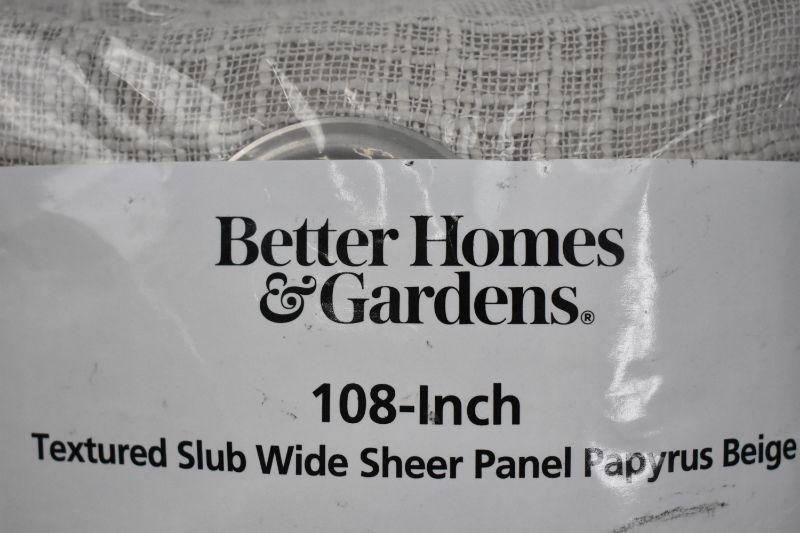 Better Homes
&Gardens®
108-Inch
Textured Slub Wide Sheer Panel Papyrus Beige